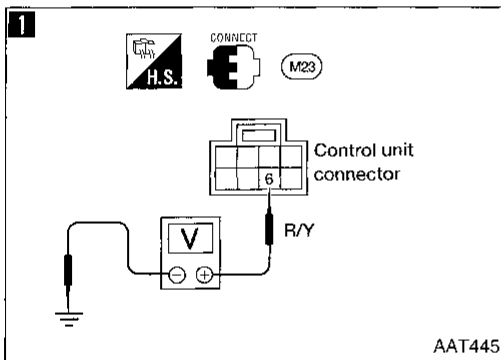 1
CONNECT
H.S.
M23
Control unit
connector
6
R/Y
V
− +
AAT445